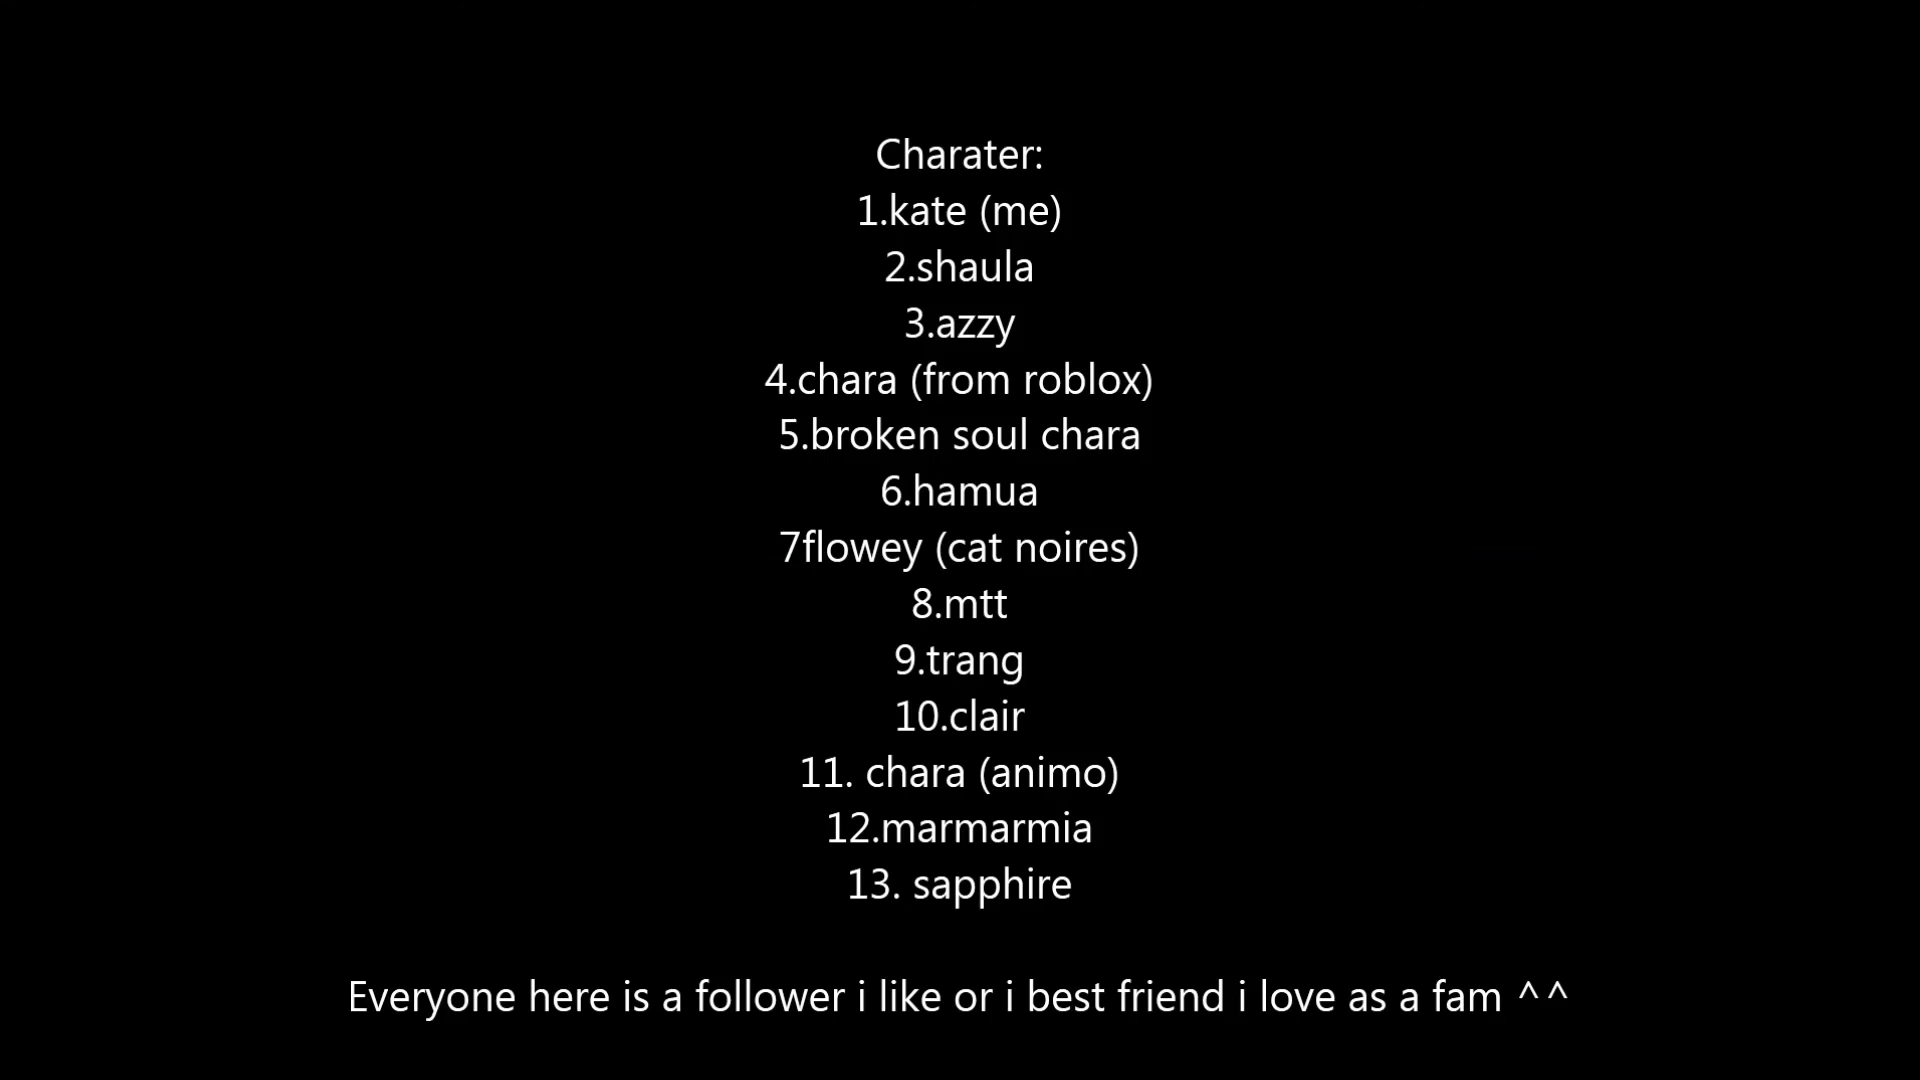 Charater:
1.kate (me)
2.shaula
3.azzy
4.chara (from roblox)
5.broken soul chara
6.hamua
7flowey (cat noires)
8.mtt
9.trang
10.clair
11. chara (animo)
12.marmarmia
13. sapphire
Everyone here is a follower i like or i best friend i love as a fam ^^